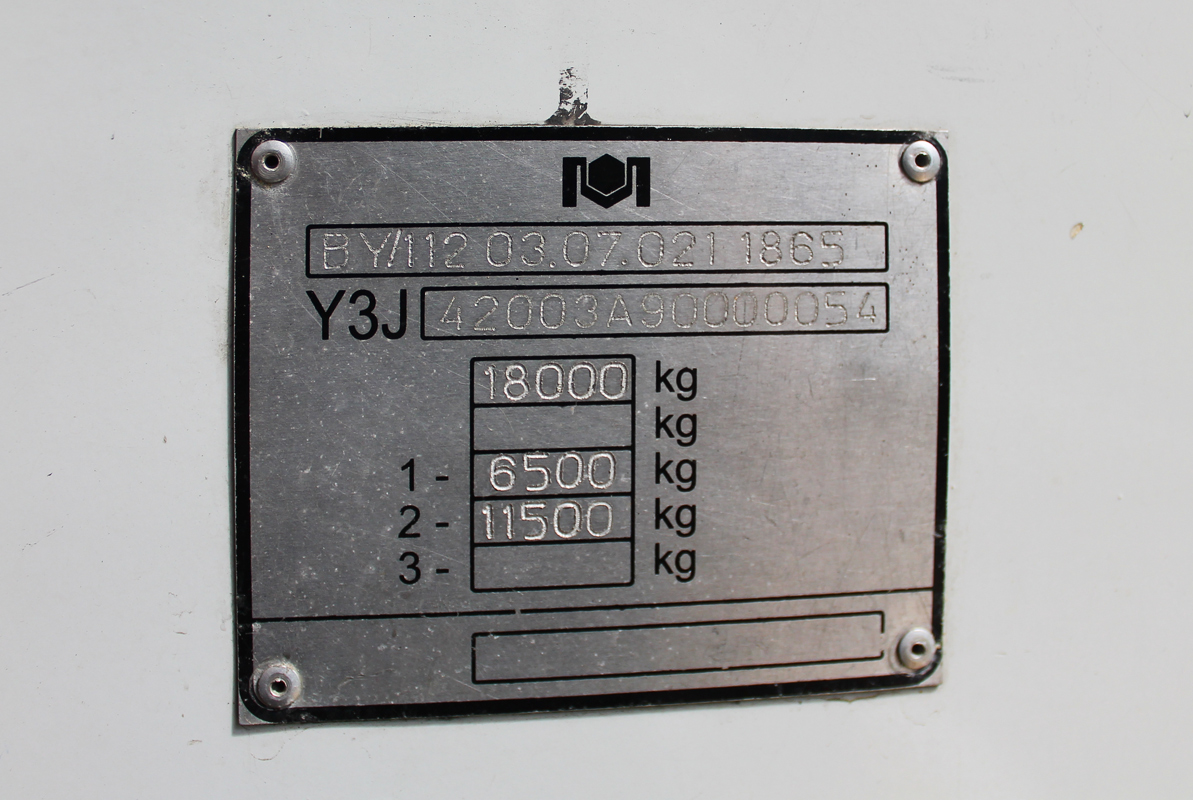 BY/112 03.07.021 1865
Y3J 42003A90000054
18000 kg
kg
1 - 6500 kg
2 - 11500 kg
3 - kg